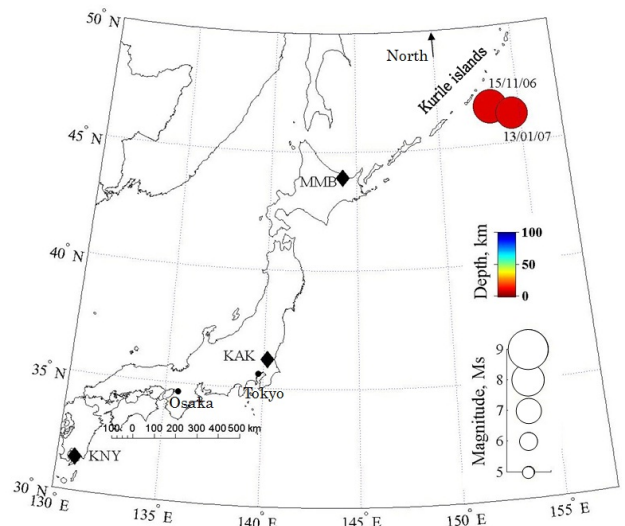 50° N
North
Kurile islands
15/11/06
13/01/07
45° N
MMB
40° N
Depth, km
100
50
0
KAK
Tokyo
35° N
Osaka
100 0 100 200 300 400 500 km
Magnitude, Ms
9
8
7
6
5
KNY
30° N
130° E
135° E
140° E
145° E
150° E
155° E